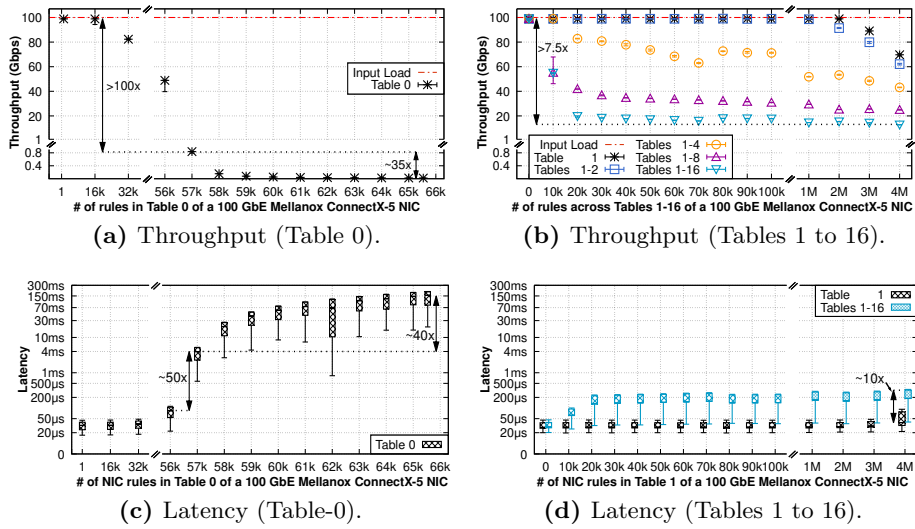 100
80
60
40
20
1
0.8
0.4
Throughput (Gbps)
>100x
~35x
Input Load
Table 0
1 16k 32k 56k 57k 58k 59k 60k 61k 62k 63k 64k 65k 66k
# of rules in Table 0 of a 100 GbE Mellanox ConnectX-5 NIC
(a) Throughput (Table 0).
100
80
60
40
20
1
0.8
0.4
Throughput (Gbps)
>7.5x
Input Load
Table 1
Tables 1-2
Tables 1-4
Tables 1-8
Tables 1-16
0 10k 20k 30k 40k 50k 60k 70k 80k 90k 100k 1M 2M 3M 4M
# of rules across Tables 1-16 of a 100 GbE Mellanox ConnectX-5 NIC
(b) Throughput (Tables 1 to 16).
300ms
150ms
70ms
30ms
10ms
4ms
1ms
500µs
200µs
50µs
20µs
0
Latency
~50x
~40x
Table 0
1 16k 32k 56k 57k 58k 59k 60k 61k 62k 63k 64k 65k 66k
# of NIC rules in Table 0 of a 100 GbE Mellanox ConnectX-5 NIC
(c) Latency (Table-0).
300ms
150ms
70ms
30ms
10ms
4ms
1ms
500µs
200µs
50µs
20µs
0
Latency
Table 1
Tables 1-16
~10x
0 10k 20k 30k 40k 50k 60k 70k 80k 90k 100k 1M 2M 3M 4M
# of NIC rules in Table 1 of a 100 GbE Mellanox ConnectX-5 NIC
(d) Latency (Tables 1 to 16).